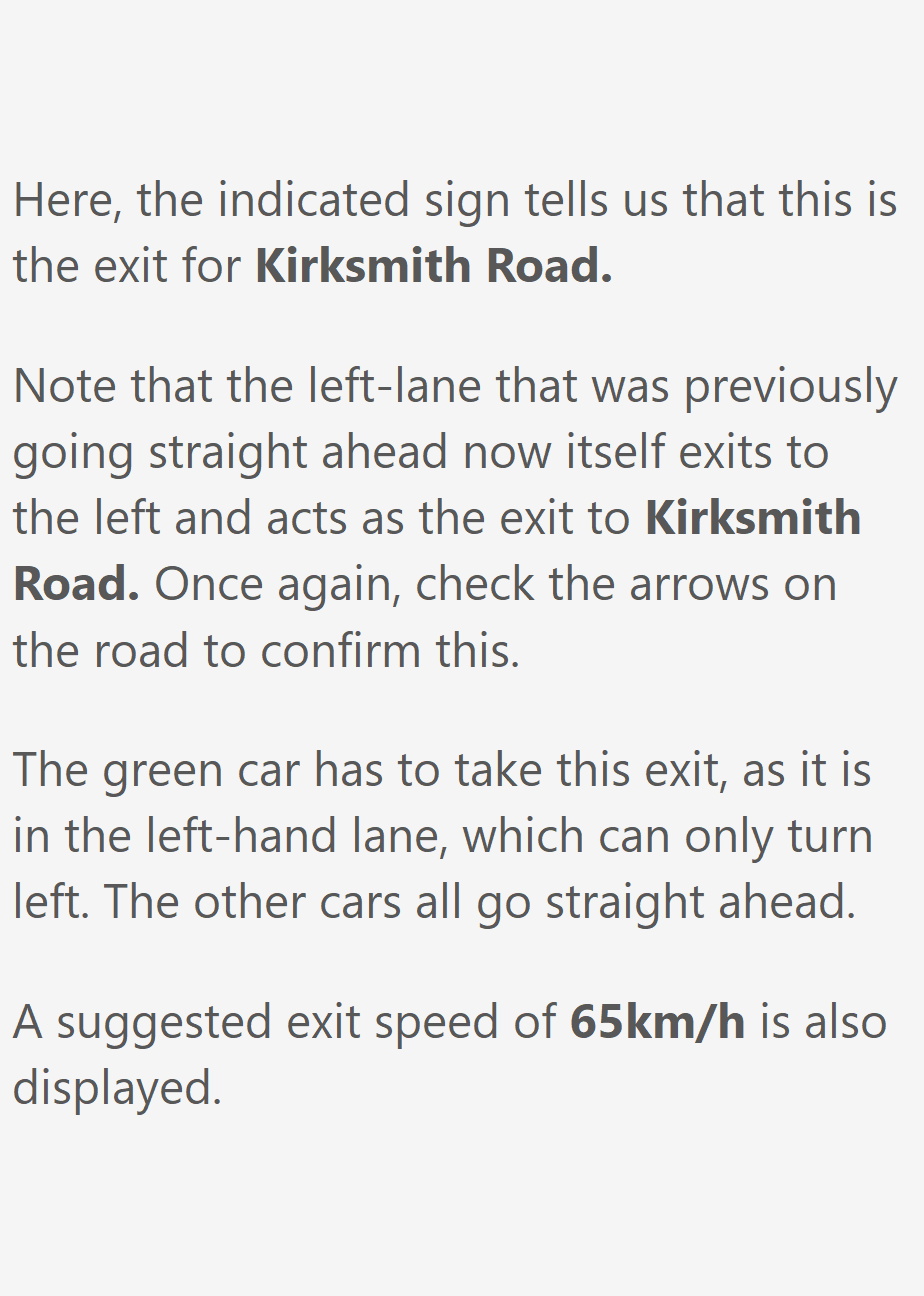 Here, the indicated sign tells us that this is
the exit for Kirksmith Road.
Note that the left-lane that was previously
going straight ahead now itself exits to
the left and acts as the exit to Kirksmith
Road. Once again, check the arrows on
the road to confirm this.
The green car has to take this exit, as it is
in the left-hand lane, which can only turn
left. The other cars all go straight ahead.
A suggested exit speed of 65km/h is also
displayed.